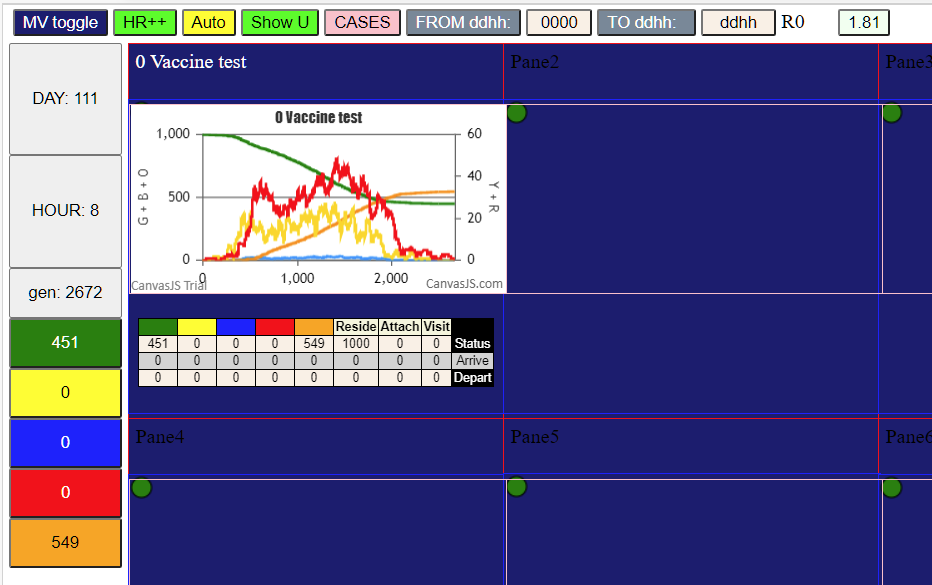 MV toggle HR++ Auto Show U CASES FROM ddhh: 0000 TO ddhh: ddhh R0 1.81
DAY: 111
HOUR: 8
gen: 2672
451
0
0
0
549
0 Vaccine test Pane2 Pane3
0 Vaccine test
1,000 60
40
500
20
0 0
G + B + O
Y + R
0 1,000 2,000
CanvasJS Trial CanvasJS.com
Reside Attach Visit
451 0 0 0 549 1000 0 0 Status
0 0 0 0 0 0 0 0 Arrive
0 0 0 0 0 0 0 0 Depart
Pane4 Pane5 Pane6